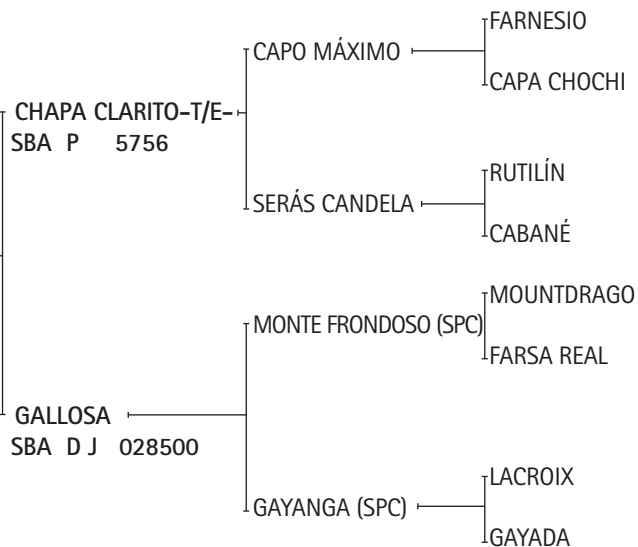 FARNESIO
CAPO MÁXIMO
CAPA CHOCHI
CHAPA CLARITO-T/E-
SBA P 5756
RUTILÍN
SERÁS CANDELA
CABANÉ
MOUNTDRAGO
MONTE FRONDOSO (SPC)
FARSA REAL
GALLOSA
SBA D J 028500
LACROIX
GAYANGA (SPC)
GAYADA